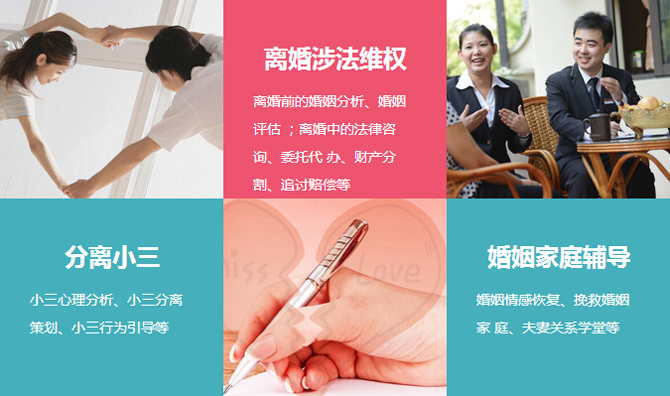 离婚涉法维权
离婚前的婚姻分析、婚姻
评估 ；离婚中的法律咨
询、委托代 办、财产分
割、追讨赔偿等
分离小三
小三心理分析、小三分离
策划、小三行为引导等
miss Love
婚姻家庭辅导
婚姻情感恢复、挽救婚姻
家 庭、夫妻关系学堂等